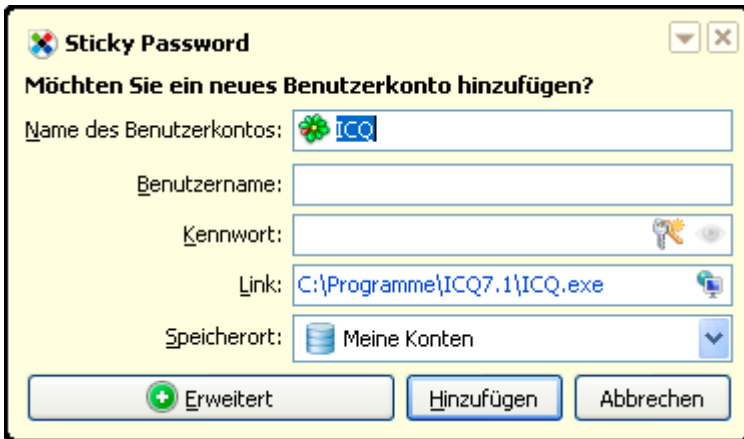 Sticky Password
Möchten Sie ein neues Benutzerkonto hinzufügen?
Name des Benutzerkontos: ICQ
Benutzername:
Kennwort:
Link: C:\Programme\ICQ7.1\ICQ.exe
Speicherort: Meine Konten
Erweitert Hinzufügen Abbrechen